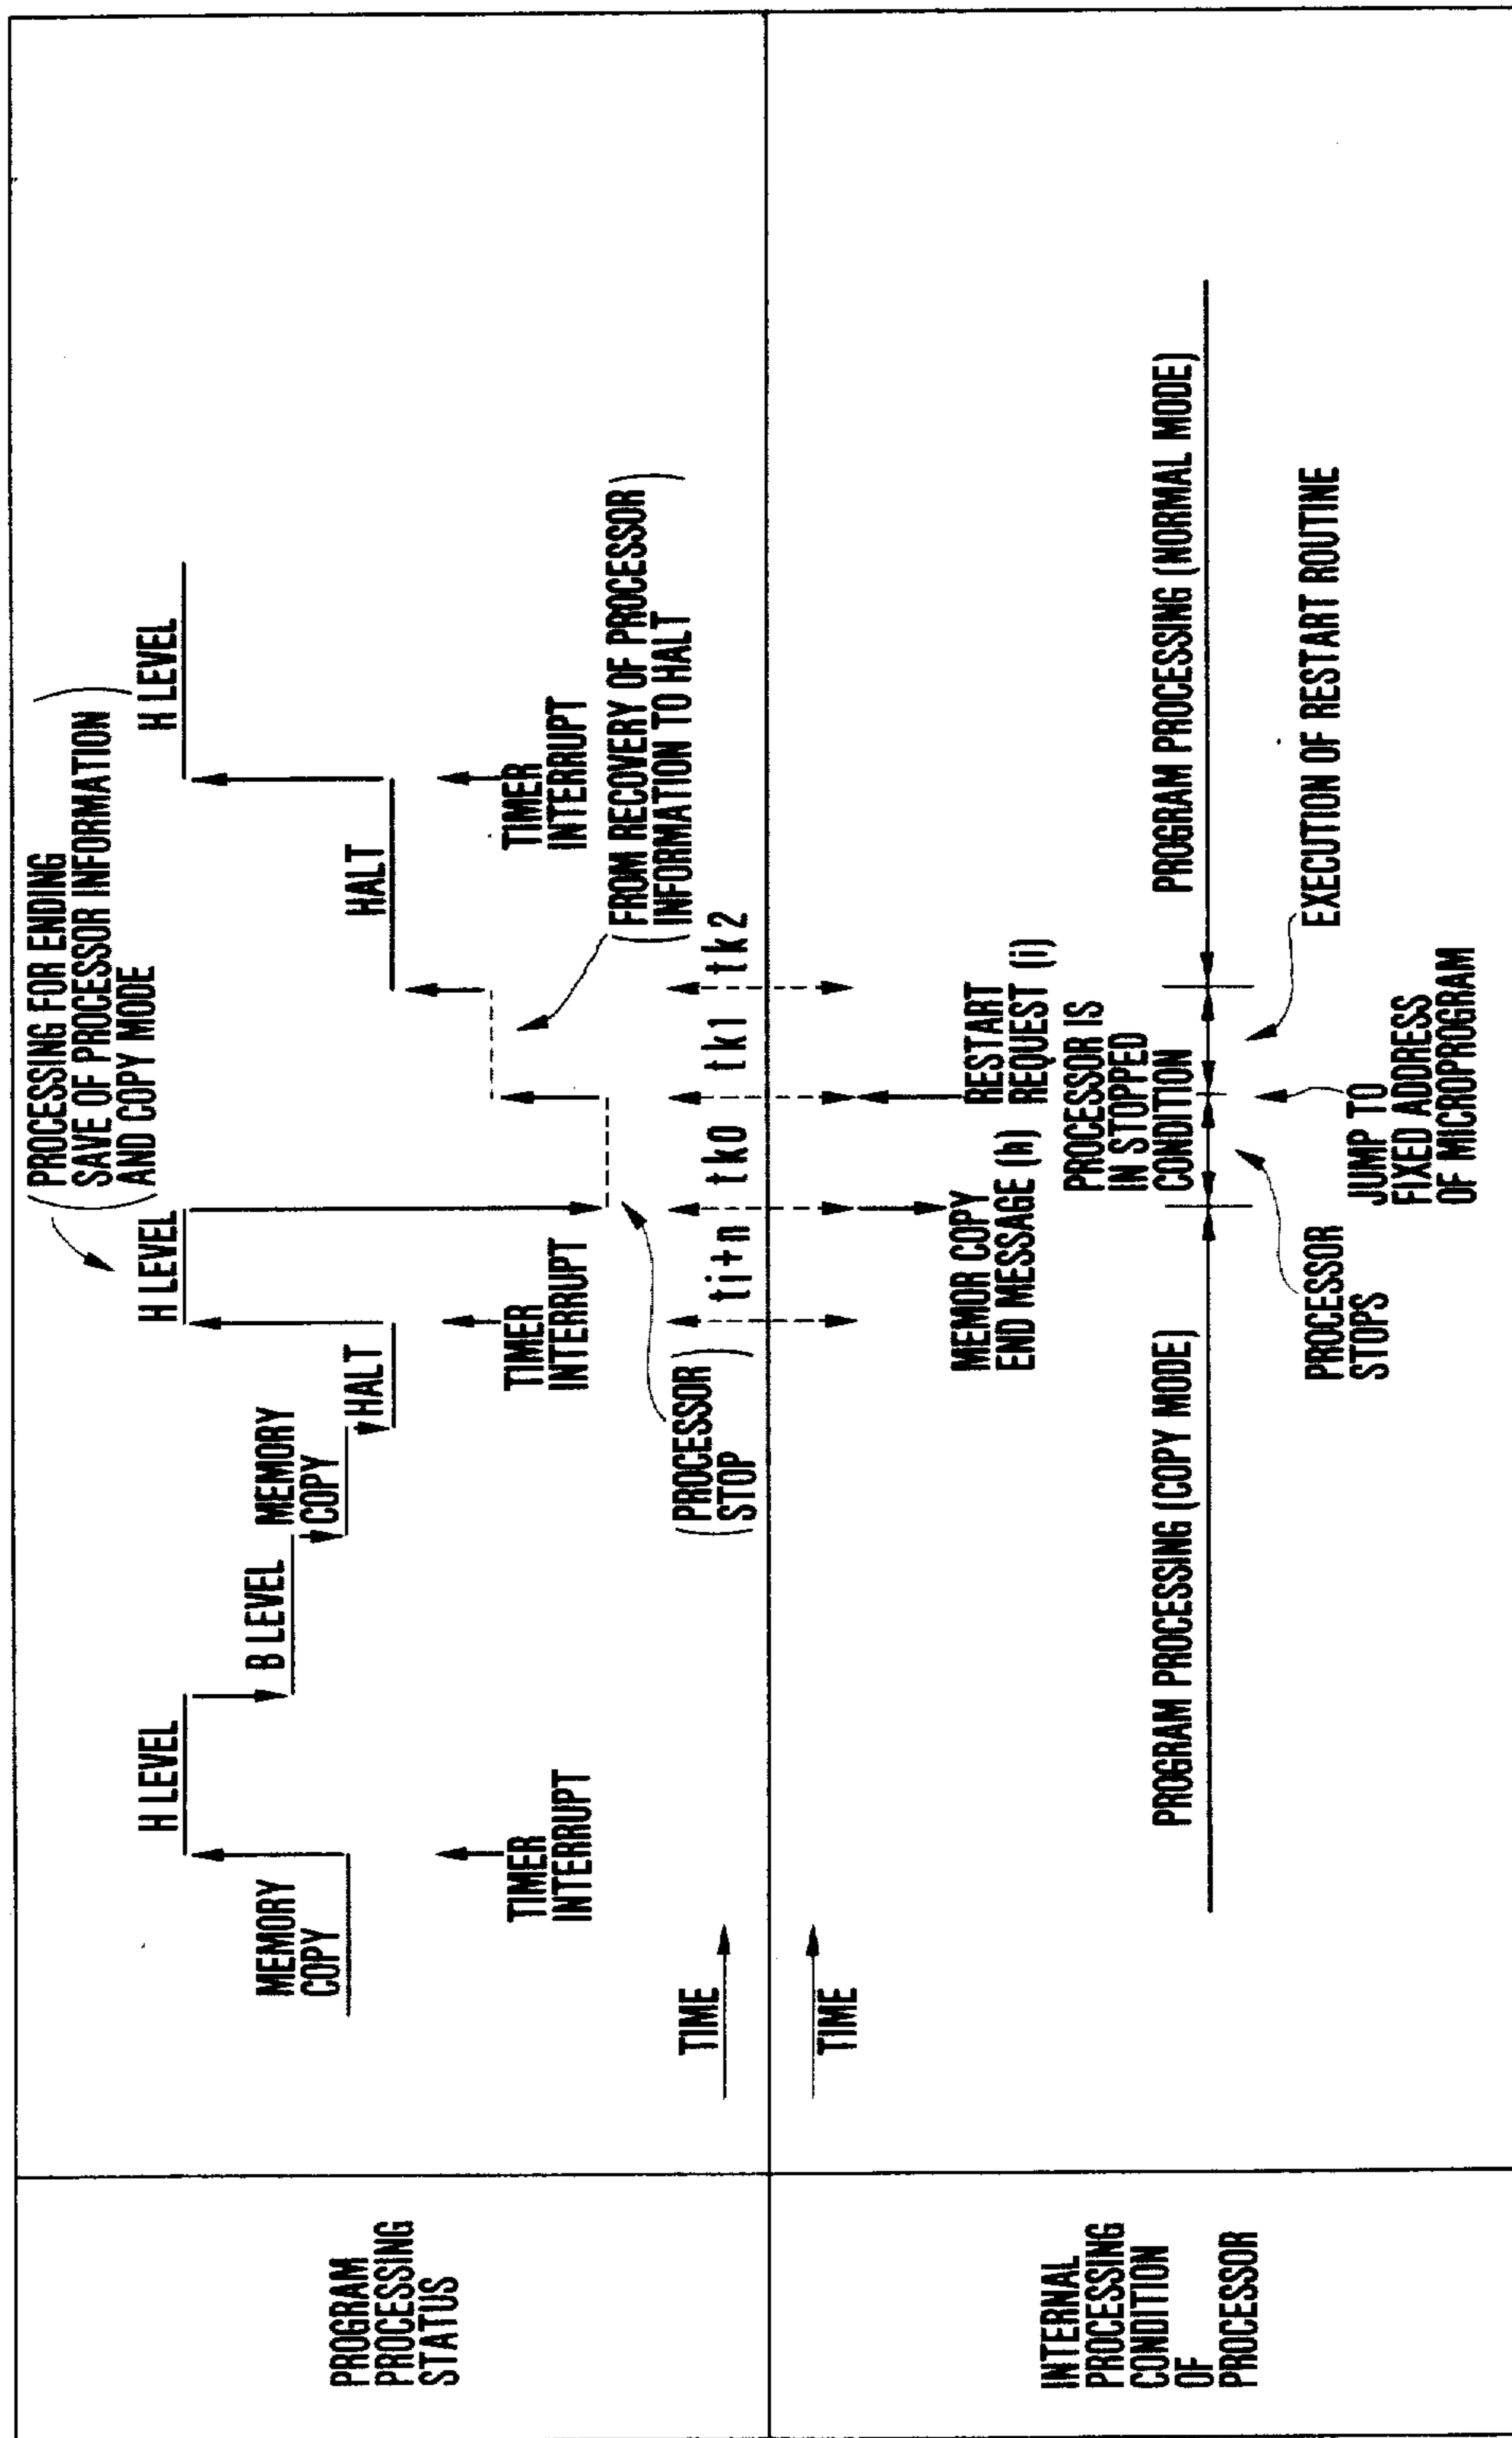 PROGRAM
PROCESSING
STATUS
PROCESSING FOR ENDING
SAVE OF PROCESSOR INFORMATION
AND COPY MODE
MEMORY
COPY
H LEVEL
B LEVEL
MEMORY
COPY
HALT
H LEVEL
HALT
H LEVEL
TIMER
INTERRUPT
TIMER
INTERRUPT
TIMER
INTERRUPT
(PROCESSOR
STOP)
(FROM RECOVERY OF PROCESSOR
INFORMATION TO HALT)
TIME
ti+n
tk0
tk1
tk2
INTERNAL
PROCESSING
CONDITION
OF
PROCESSOR
TIME
MEMOR COPY
END MESSAGE (h)
RESTART
REQUEST (i)
PROCESSOR IS
IN STOPPED
CONDITION
PROGRAM PROCESSING (COPY MODE)
PROGRAM PROCESSING (NORMAL MODE)
PROCESSOR
STOPS
JUMP TO
FIXED ADDRESS
OF MICROPROGRAM
EXECUTION OF RESTART ROUTINE